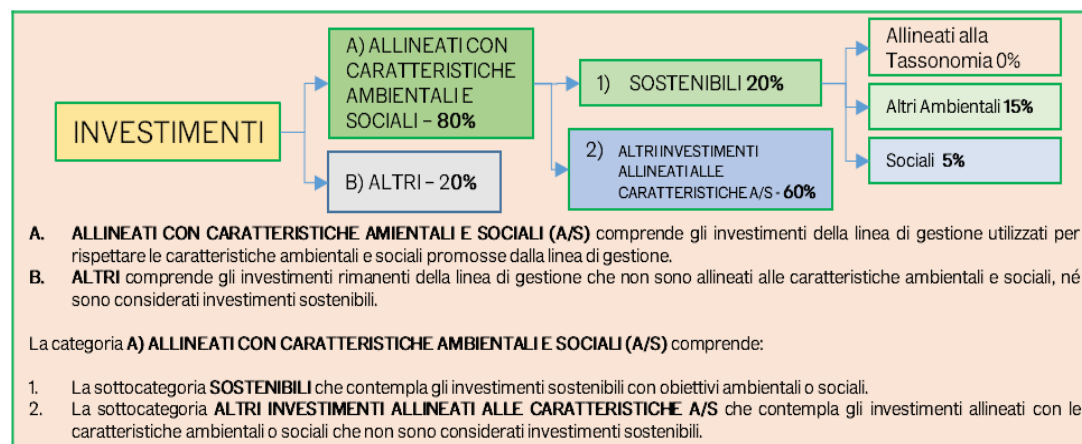 INVESTIMENTI
A) ALLINEATI CON
CARATTERISTICHE
AMBIENTALI E
SOCIALI – 80%
B) ALTRI – 20%
1) SOSTENIBILI 20%
2) ALTRI INVESTIMENTI
ALLINEATI ALLE
CARATTERISTICHE A/S - 60%
Allineati alla
Tassonomia 0%
Altri Ambientali 15%
Sociali 5%
A. ALLINEATI CON CARATTERISTICHE AMIENTALI E SOCIALI (A/S) comprende gli investimenti della linea di gestione utilizzati per
rispettare le caratteristiche ambientali e sociali promosse dalla linea di gestione.
B. ALTRI comprende gli investimenti rimanenti della linea di gestione che non sono allineati alle caratteristiche ambientali e sociali, né
sono considerati investimenti sostenibili.
La categoria A) ALLINEATI CON CARATTERISTICHE AMBIENTALI E SOCIALI (A/S) comprende:
1. La sottocategoria SOSTENIBILI che contempla gli investimenti sostenibili con obiettivi ambientali o sociali.
2. La sottocategoria ALTRI INVESTIMENTI ALLINEATI ALLE CARATTERISTICHE A/S che contempla gli investimenti allineati con le
caratteristiche ambientali o sociali che non sono considerati investimenti sostenibili.